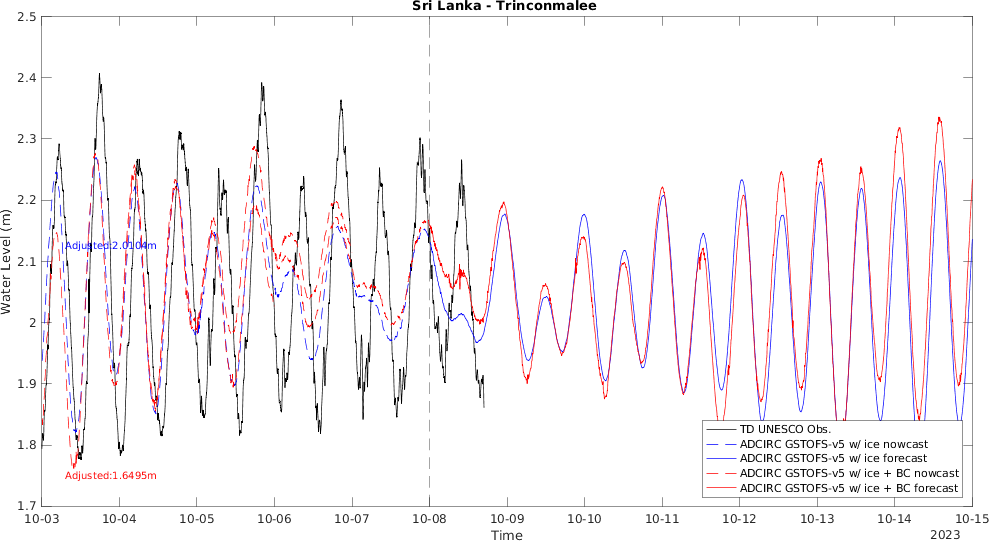 Sri Lanka - Trinconmalee
Water Level (m)
2.5
2.4
2.3
2.2
2.1
2
1.9
1.8
1.7
Adjusted:2.0104m
Adjusted:1.6495m
TD UNESCO Obs.
ADCIRC GSTOFS-v5 w/ ice nowcast
ADCIRC GSTOFS-v5 w/ ice forecast
ADCIRC GSTOFS-v5 w/ ice + BC nowcast
ADCIRC GSTOFS-v5 w/ ice + BC forecast
10-03 10-04 10-05 10-06 10-07 10-08 10-09 10-10 10-11 10-12 10-13 10-14 10-15
Time
2023